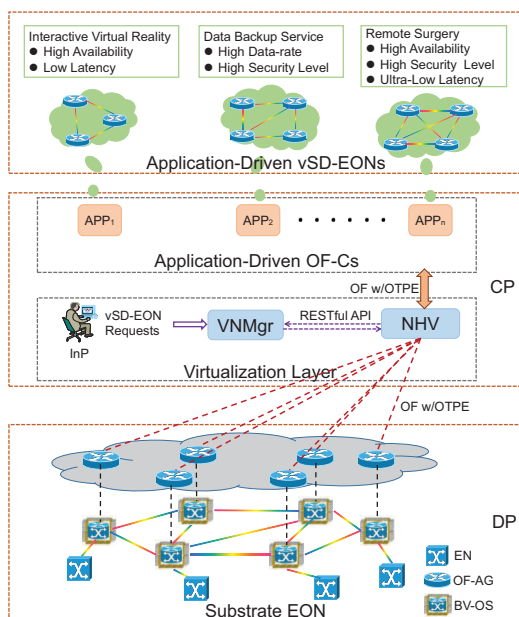 Interactive Virtual Reality
● High Availability
● Low Latency
Data Backup Service
● High Data-rate
● High Security Level
Remote Surgery
● High Availability
● High Security Level
● Ultra-Low Latency
Application-Driven vSD-EONs
APP1
APP2
APPn
Application-Driven OF-Cs
CP
OF w/OTPE
vSD-EON
Requests
InP
VNMgr
RESTful API
NHV
Virtualization Layer
OF w/OTPE
DP
EN
OF-AG
BV-OS
Substrate EON